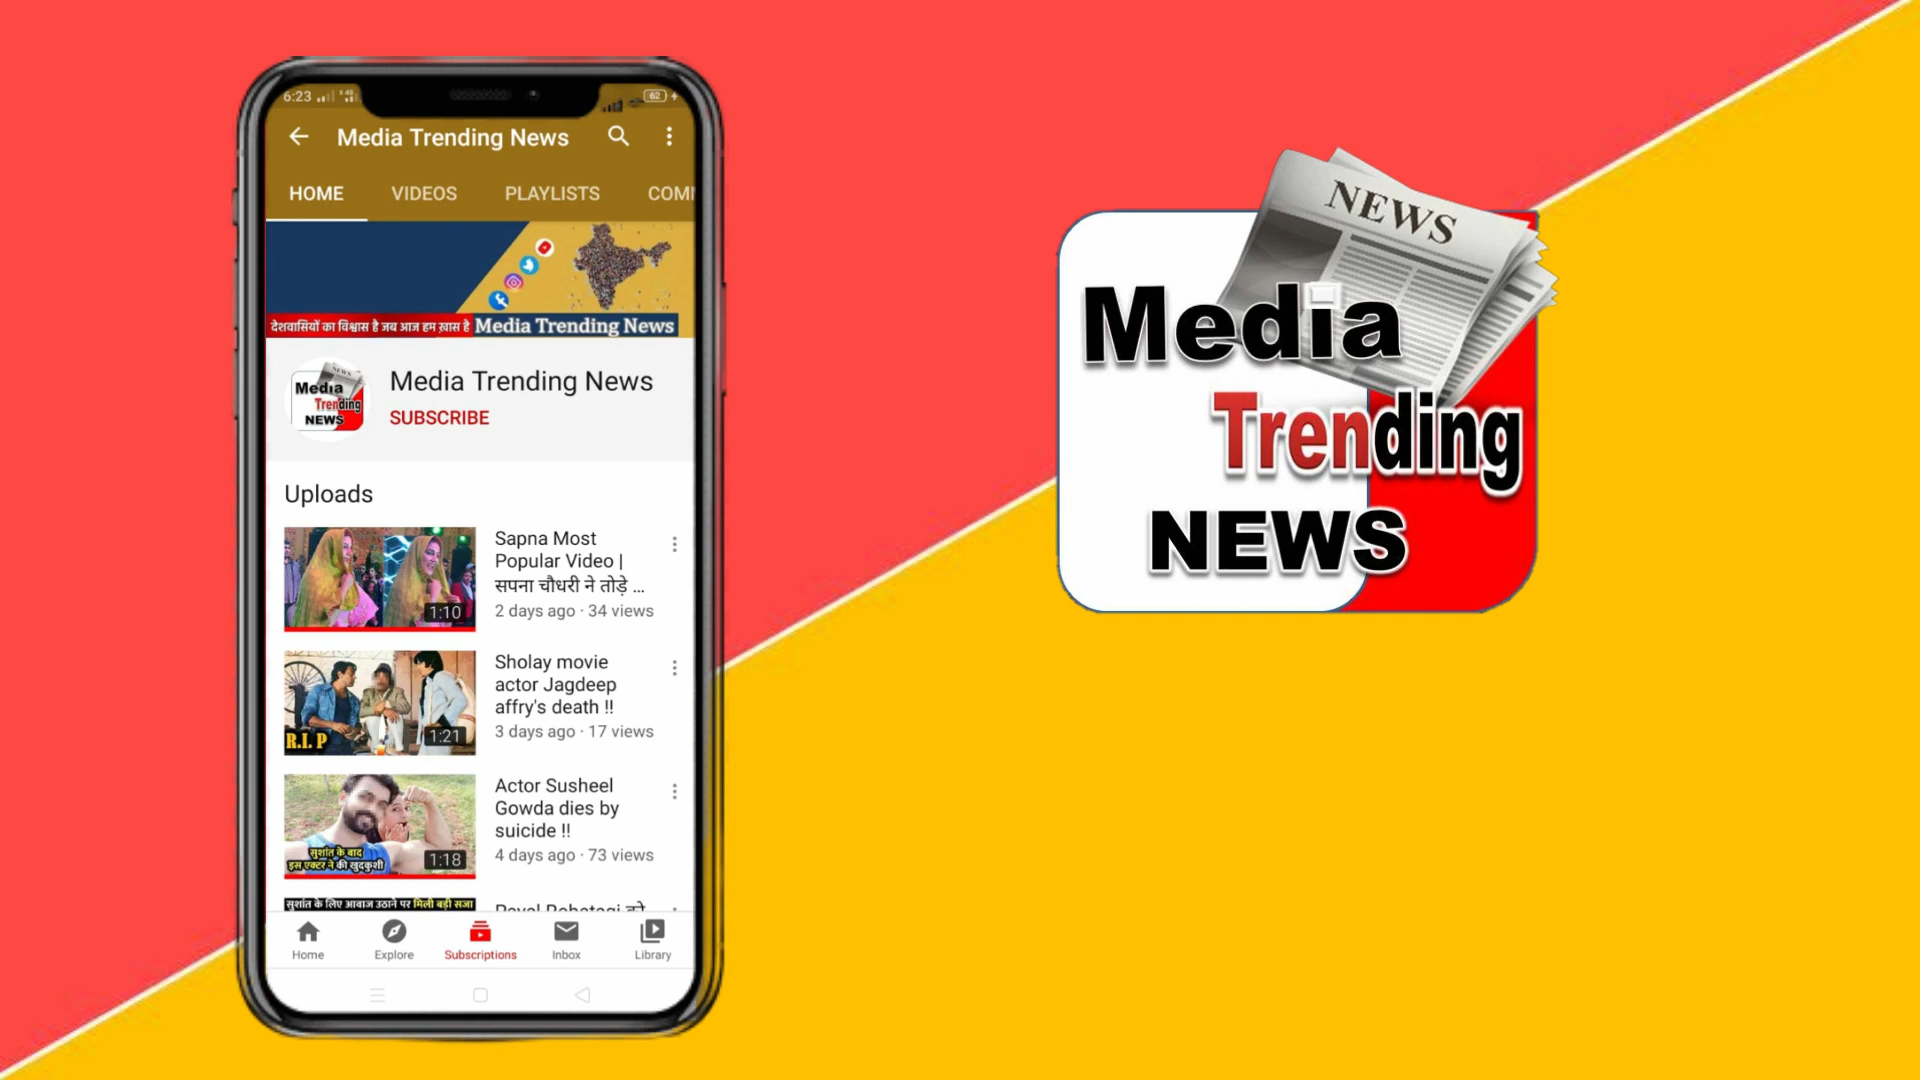 6:23
62
Media Trending News
HOME VIDEOS PLAYLISTS COM
देशवासियों का विश्वास है जब आज हम ख़ास है Media Trending News
NEWS
Media
Trending
NEWS
Media Trending News
SUBSCRIBE
Uploads
Sapna Most
Popular Video |
सपना चौधरी ने तोड़े ...
2 days ago · 34 views
1:10
Sholay movie
actor Jagdeep
affry's death !!
3 days ago · 17 views
R.I.P
1:21
Actor Susheel
Gowda dies by
suicide !!
4 days ago · 73 views
सुशांत के बाद
इस एक्टर ने की खुदकुशी
1:18
सुशांत के लिए आवाज उठाने पर मिली बड़ी सजा
Home Explore Subscriptions Inbox Library
NEWS
Media
Trending
NEWS